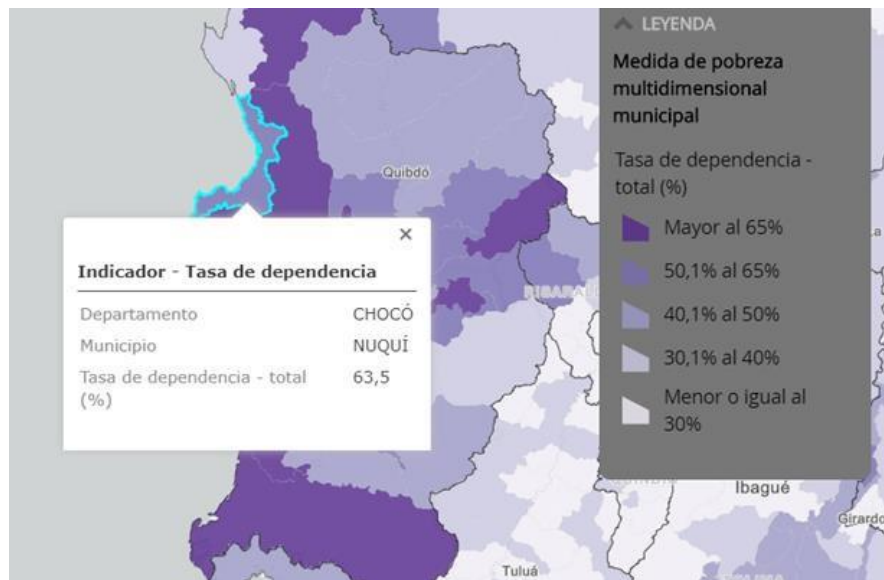 LEYENDA
Medida de pobreza
multidimensional
municipal
Tasa de dependencia -
total (%)
Mayor al 65%
50,1% al 65%
40,1% al 50%
30,1% al 40%
Menor o igual al
30%
Quibdó
×
Indicador - Tasa de dependencia
Departamento CHOCÓ
Municipio NUQUÍ
Tasa de dependencia - total 63,5
(%)
Ibagué
Girardo
Tuluá